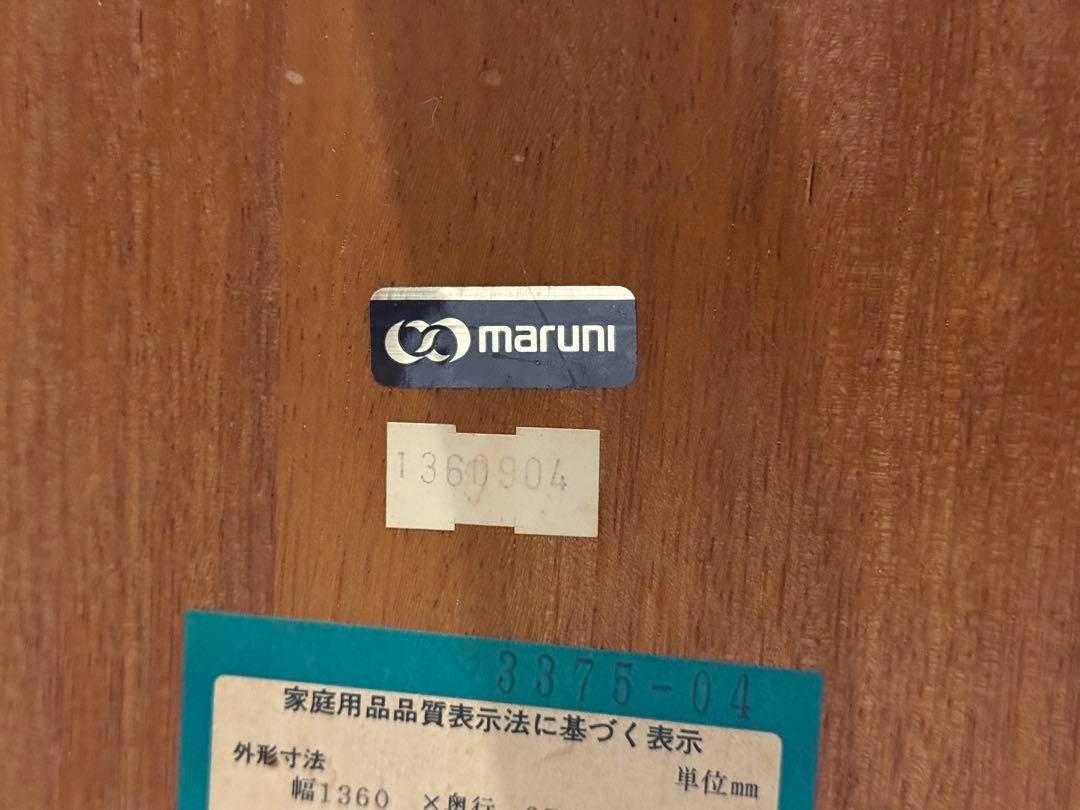 maruni
1360904
3375-04
家庭用品品質表示法に基づく表示
外形寸法
単位mm
幅1360 ×奥行